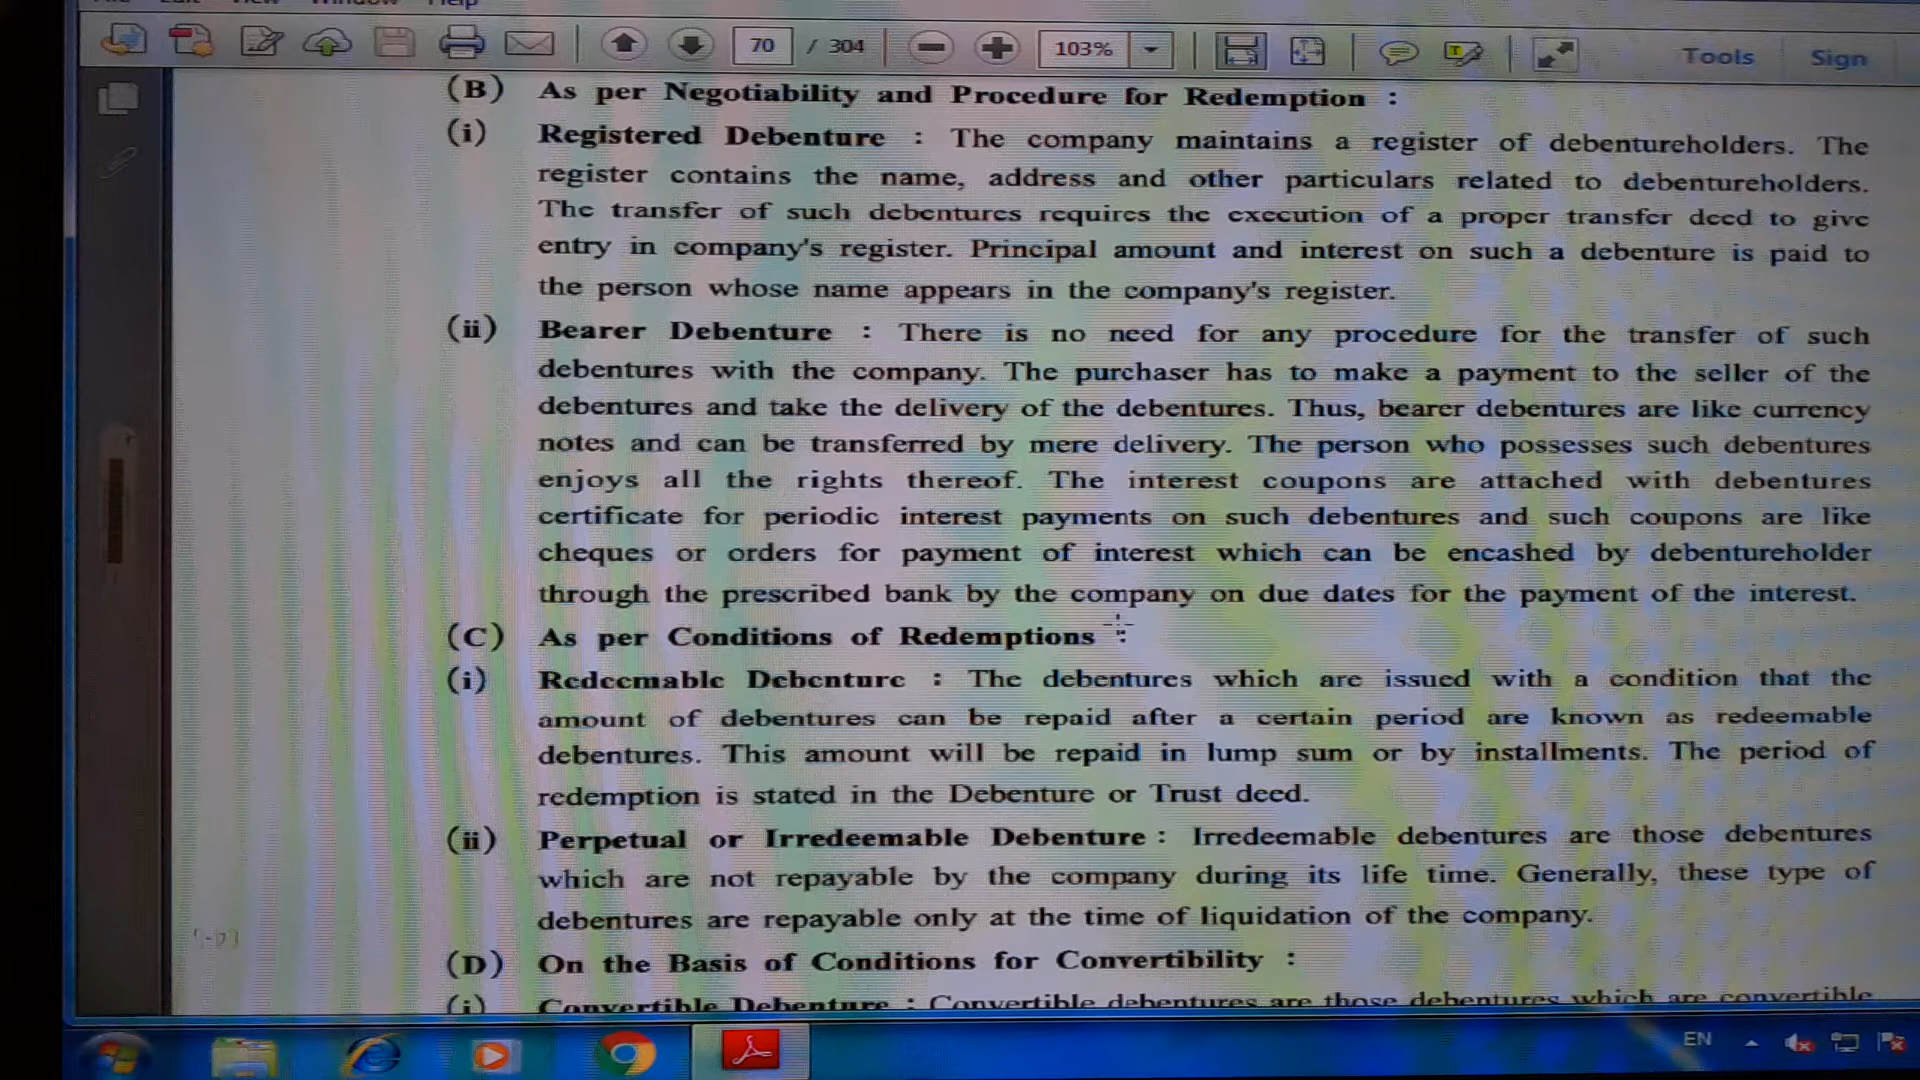 Window Help
70 / 304 103% Tools Sign
(B) As per Negotiability and Procedure for Redemption :
(i) Registered Debenture : The company maintains a register of debentureholders. The
register contains the name, address and other particulars related to debentureholders.
The transfer of such debentures requires the execution of a proper transfer deed to give
entry in company's register. Principal amount and interest on such a debenture is paid to
the person whose name appears in the company's register.
(ii) Bearer Debenture : There is no need for any procedure for the transfer of such
debentures with the company. The purchaser has to make a payment to the seller of the
debentures and take the delivery of the debentures. Thus, bearer debentures are like currency
notes and can be transferred by mere delivery. The person who possesses such debentures
enjoys all the rights thereof. The interest coupons are attached with debentures
certificate for periodic interest payments on such debentures and such coupons are like
cheques or orders for payment of interest which can be encashed by debentureholder
through the prescribed bank by the company on due dates for the payment of the interest.
(C) As per Conditions of Redemptions :
(i) Redeemable Debenture : The debentures which are issued with a condition that the
amount of debentures can be repaid after a certain period are known as redeemable
debentures. This amount will be repaid in lump sum or by installments. The period of
redemption is stated in the Debenture or Trust deed.
(ii) Perpetual or Irredeemable Debenture : Irredeemable debentures are those debentures
which are not repayable by the company during its life time. Generally, these type of
debentures are repayable only at the time of liquidation of the company.
(D) On the Basis of Conditions for Convertibility :
(i) Convertible Debenture : Convertible debentures are those debentures which are convertible
EN